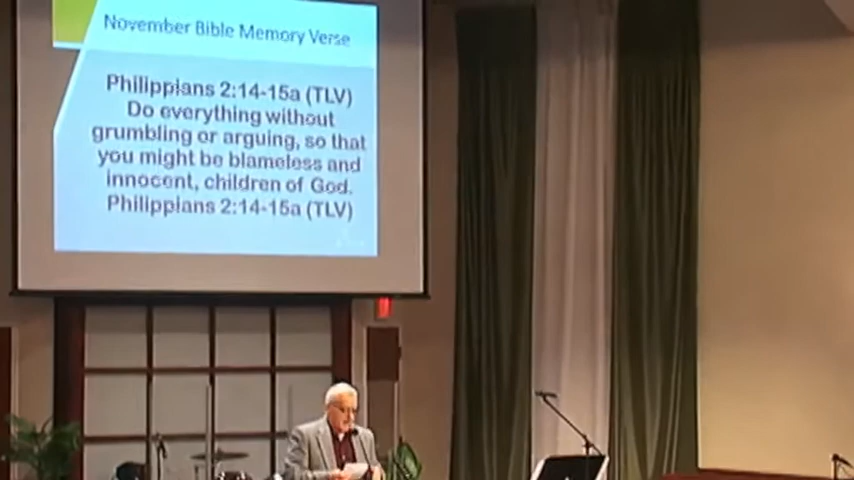 November Bible Memory Verse
Philippians 2:14-15a (TLV)
Do everything without
grumbling or arguing, so that
you might be blameless and
innocent, children of God.
Philippians 2:14-15a (TLV)